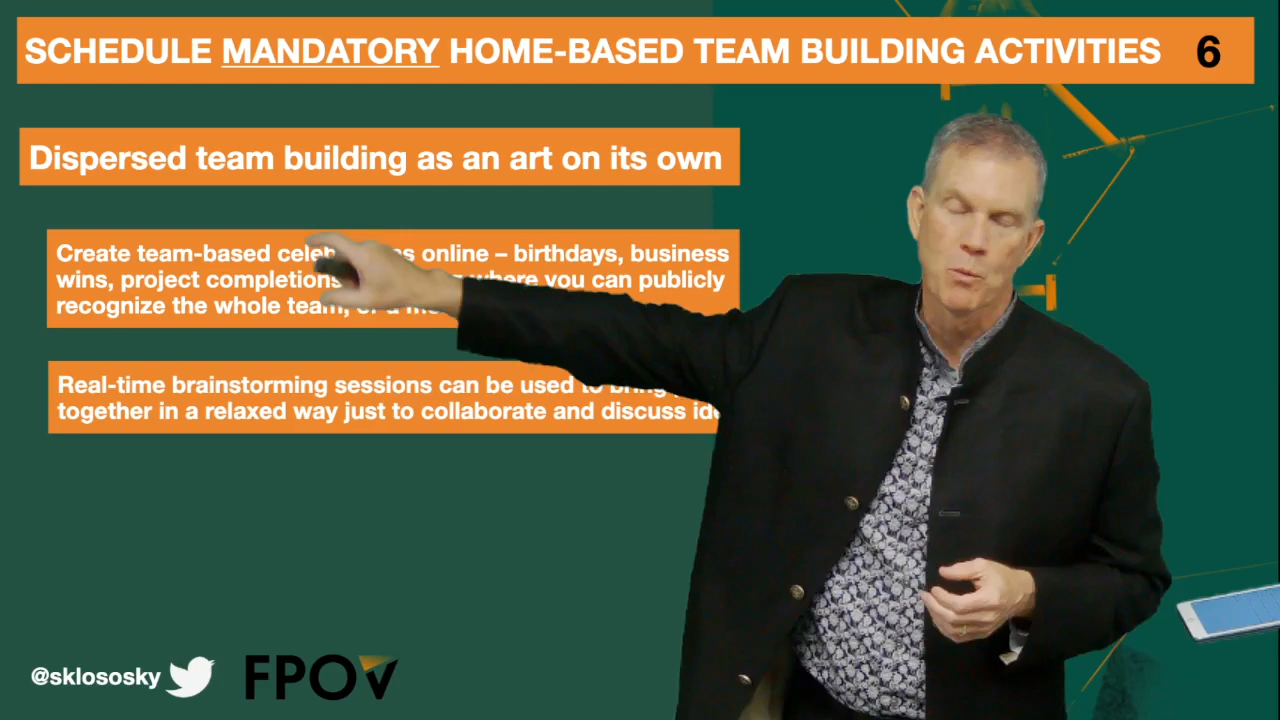 SCHEDULE MANDATORY HOME-BASED TEAM BUILDING ACTIVITIES 6
Dispersed team building as an art on its own
Create team-based online – birthdays, business
wins, project completions where you can publicly
recognize the whole team,
Real-time brainstorming sessions can be used to bring
together in a relaxed way just to collaborate and discuss
@sklososky FPOV